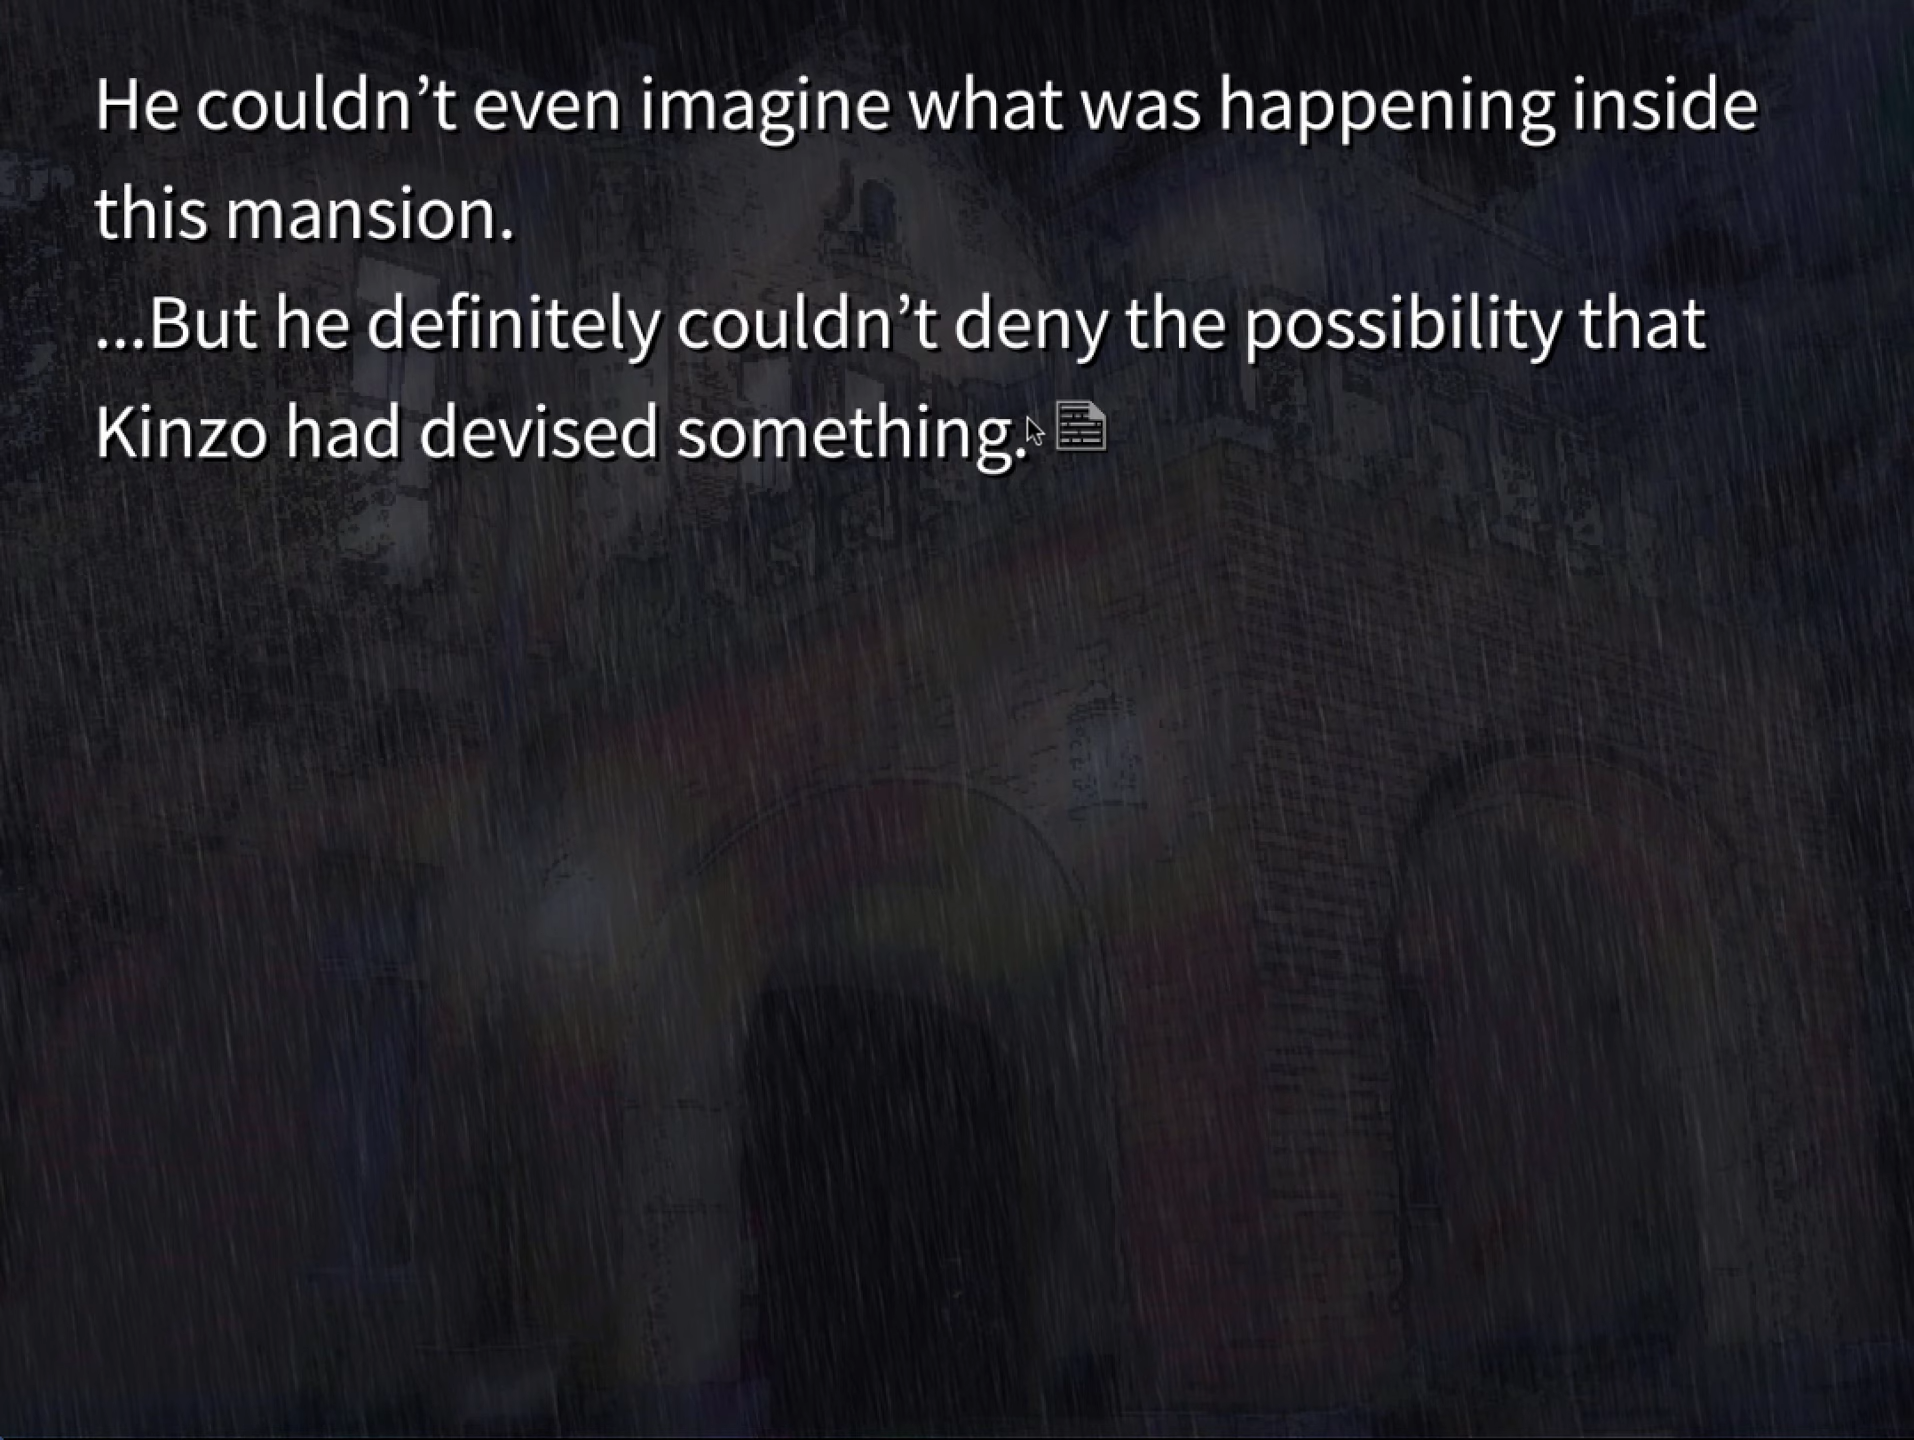 He couldn’t even imagine what was happening inside
this mansion.
...But he definitely couldn’t deny the possibility that
Kinzo had devised something.